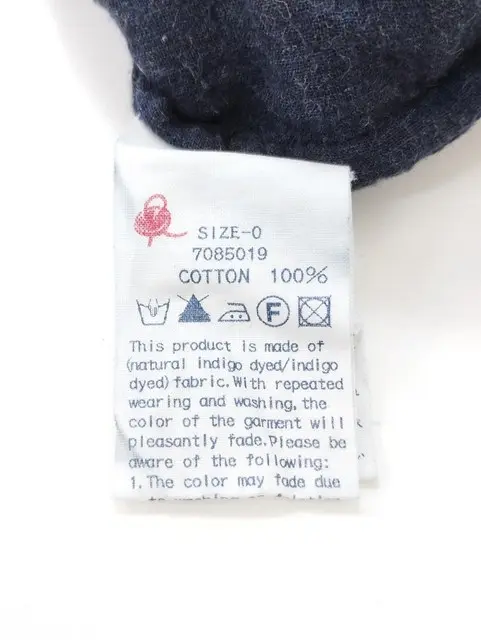 SIZE-0
7085019
COTTON 100%
F
This product is made of
(natural indigo dyed/indigo
dyed) fabric. With repeated
wearing and washing, the
color of the garment will
pleasantly fade. Please be
aware of the following:
1. The color may fade due